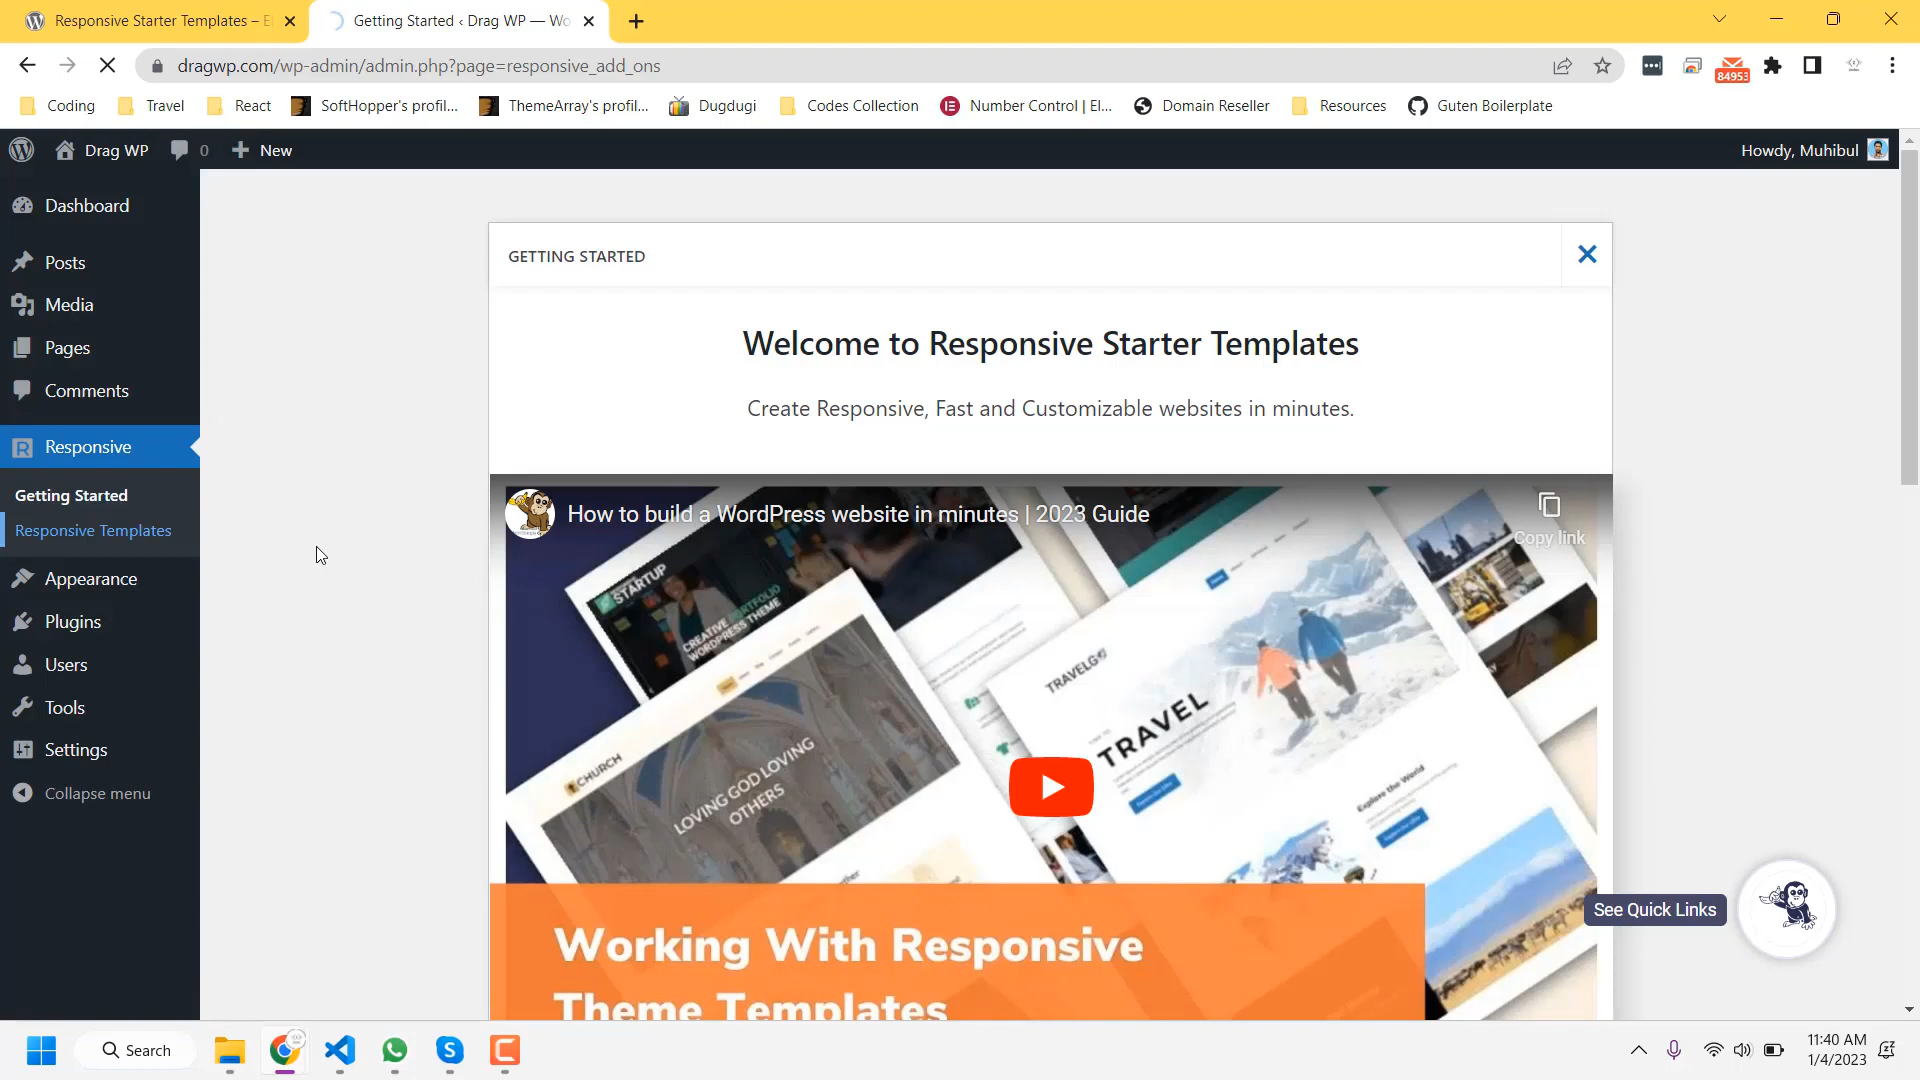 Responsive Starter Templates – E
Getting Started ‹ Drag WP — Wo
dragwp.com/wp-admin/admin.php?page=responsive_add_ons
84953
Coding
Travel
React
SoftHopper's profil...
ThemeArray's profil...
Dugdugi
Codes Collection
Number Control | El...
Domain Reseller
Resources
Guten Boilerplate
Drag WP
0
New
Howdy, Muhibul
Dashboard
Posts
Media
Pages
Comments
Responsive
Getting Started
Responsive Templates
Appearance
Plugins
Users
Tools
Settings
Collapse menu
GETTING STARTED
Welcome to Responsive Starter Templates
Create Responsive, Fast and Customizable websites in minutes.
How to build a WordPress website in minutes | 2023 Guide
Copy link
STARTUP
CREATIVE PORTFOLIO
WORDPRESS THEME
CHURCH
LOVING GOD LOVING
OTHERS
TRAVELGO
TRAVEL
Explore the World
Working With Responsive
Theme Templates
See Quick Links
Search
11:40 AM
1/4/2023